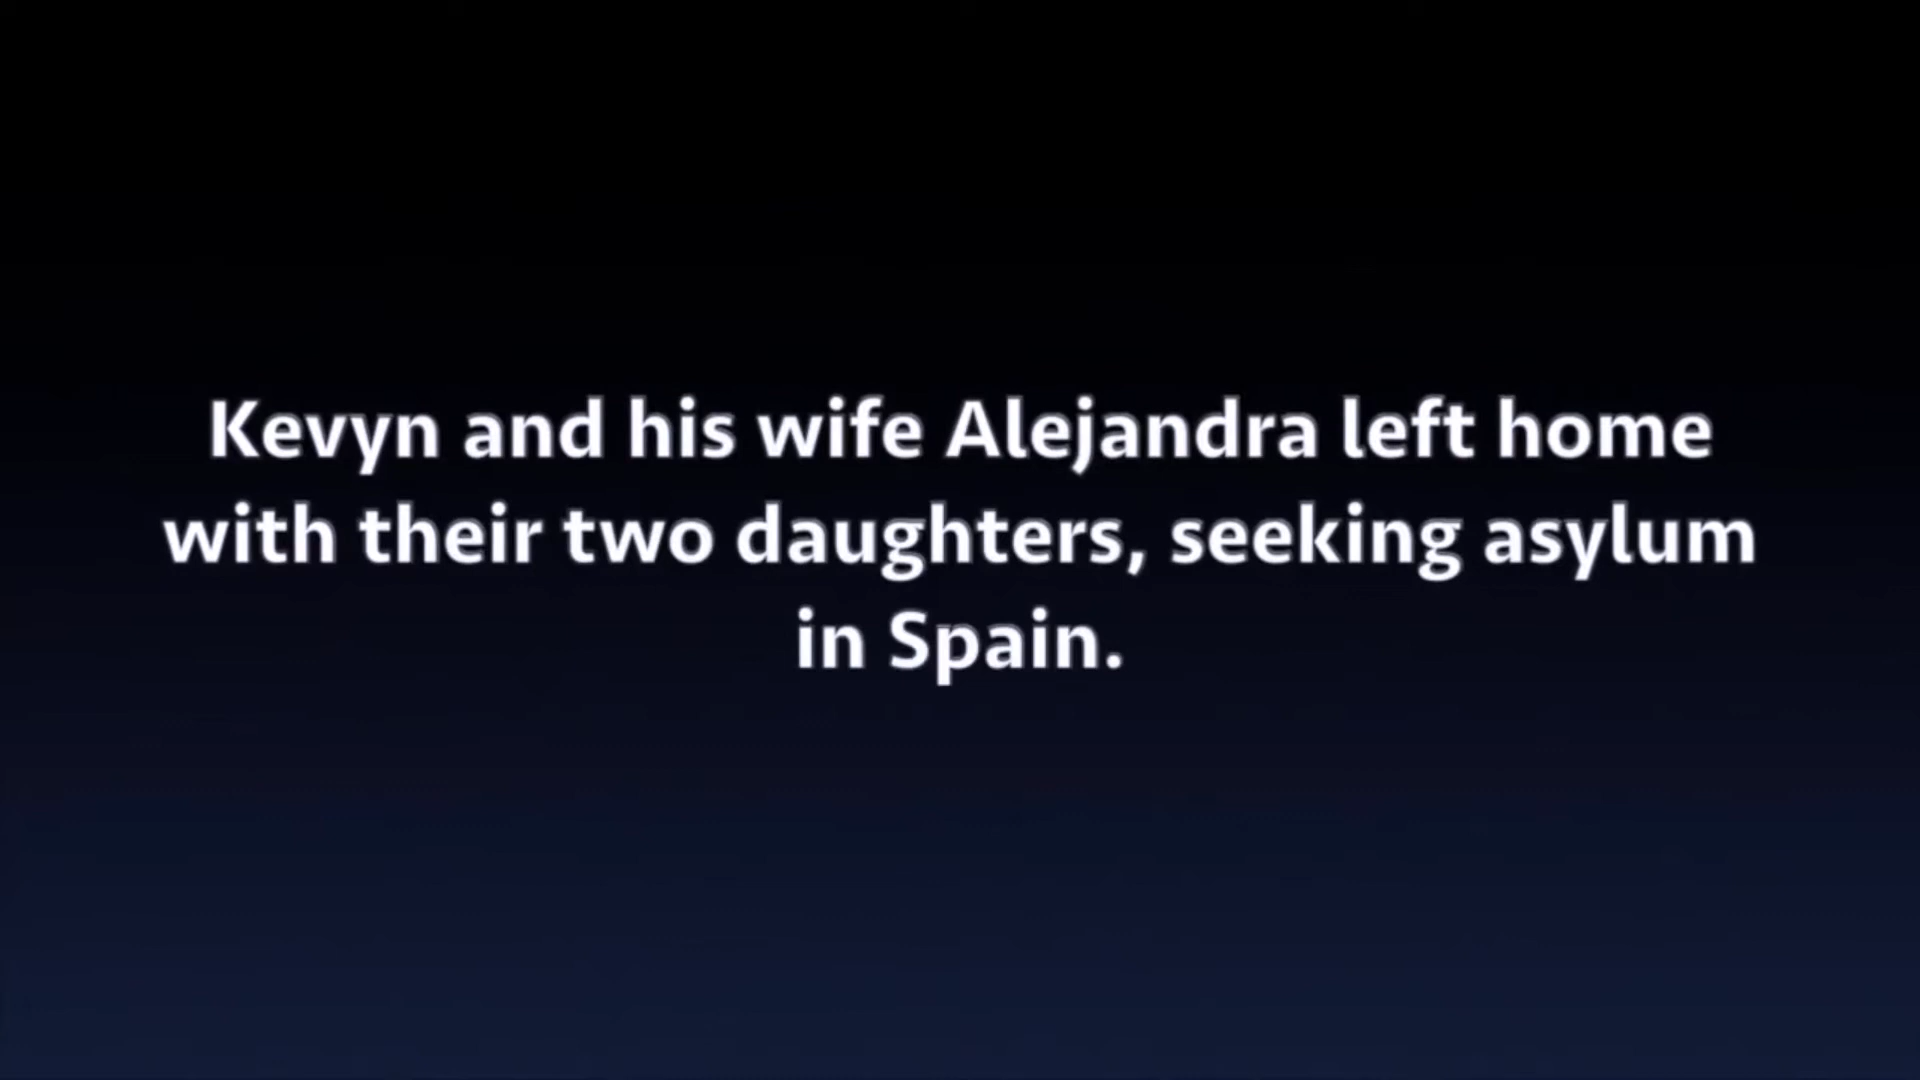 Kevyn and his wife Alejandra left home
with their two daughters, seeking asylum
in Spain.